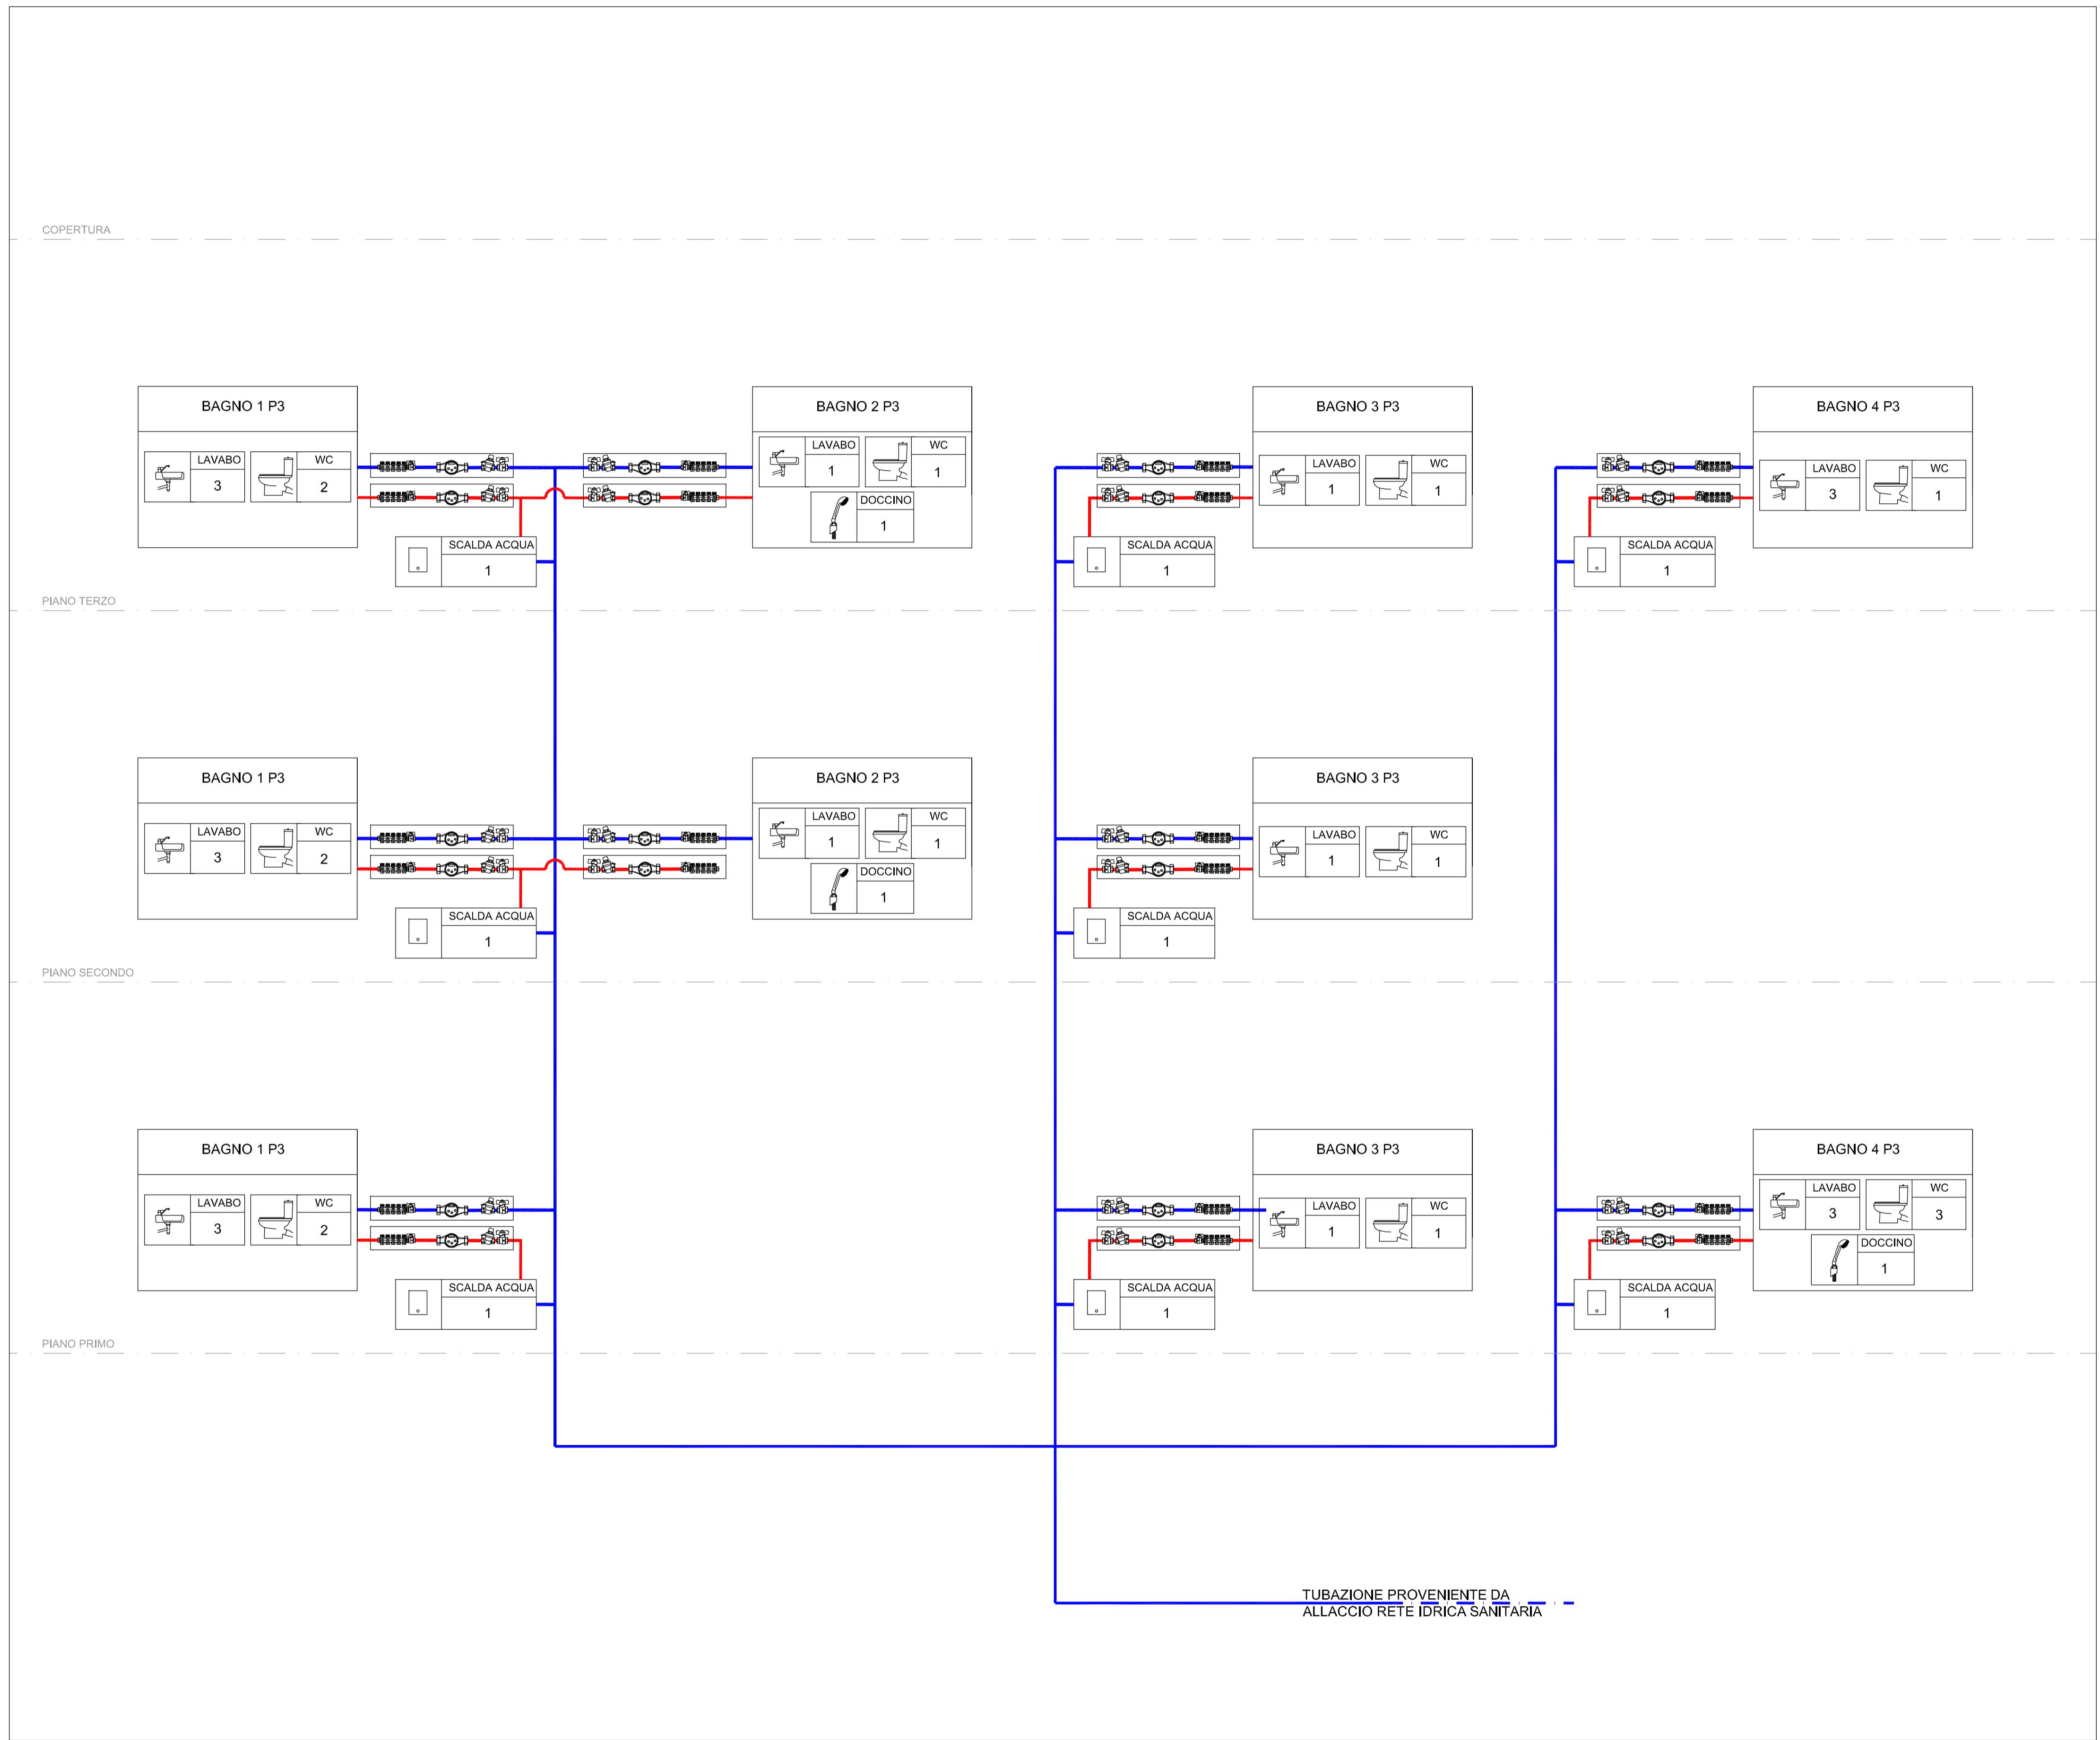 COPERTURA
BAGNO 1 P3
LAVABO
3
WC
2
SCALDA ACQUA
1
BAGNO 2 P3
LAVABO
1
WC
1
DOCCINO
1
BAGNO 3 P3
LAVABO
1
WC
1
SCALDA ACQUA
1
BAGNO 4 P3
LAVABO
3
WC
1
SCALDA ACQUA
1
PIANO TERZO
BAGNO 1 P3
LAVABO
3
WC
2
SCALDA ACQUA
1
BAGNO 2 P3
LAVABO
1
WC
1
DOCCINO
1
BAGNO 3 P3
LAVABO
1
WC
1
SCALDA ACQUA
1
PIANO SECONDO
BAGNO 1 P3
LAVABO
3
WC
2
SCALDA ACQUA
1
BAGNO 3 P3
LAVABO
1
WC
1
SCALDA ACQUA
1
BAGNO 4 P3
LAVABO
3
WC
3
DOCCINO
1
SCALDA ACQUA
1
PIANO PRIMO
TUBAZIONE PROVENIENTE DA
ALLACCIO RETE IDRICA SANITARIA